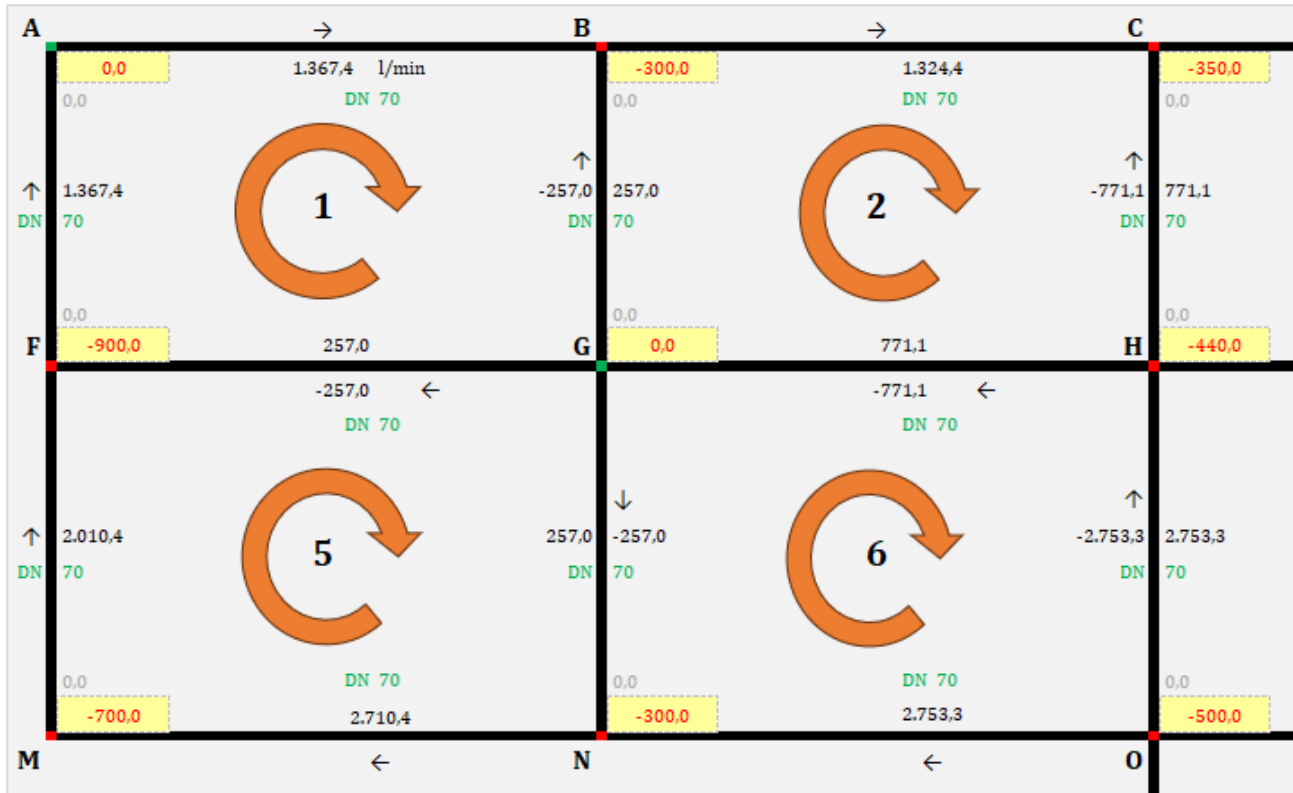 A → B → C
0,0 1.367,4 l/min -300,0 1.324,4 -350,0
0,0 DN 70 0,0 DN 70 0,0
↑ ↑
↑ 1.367,4 1 -257,0 257,0 2 -771,1 771,1
DN 70 DN 70 DN 70
0,0 0,0 0,0
F -900,0 257,0 G 0,0 771,1 H -440,0
-257,0 ← -771,1 ←
DN 70 DN 70
↓ ↑
↑ 2.010,4 5 257,0 -257,0 6 -2.753,3 2.753,3
DN 70 DN 70 DN 70
0,0 DN 70 0,0 DN 70 0,0
-700,0 2.710,4 -300,0 2.753,3 -500,0
M ← N ← O